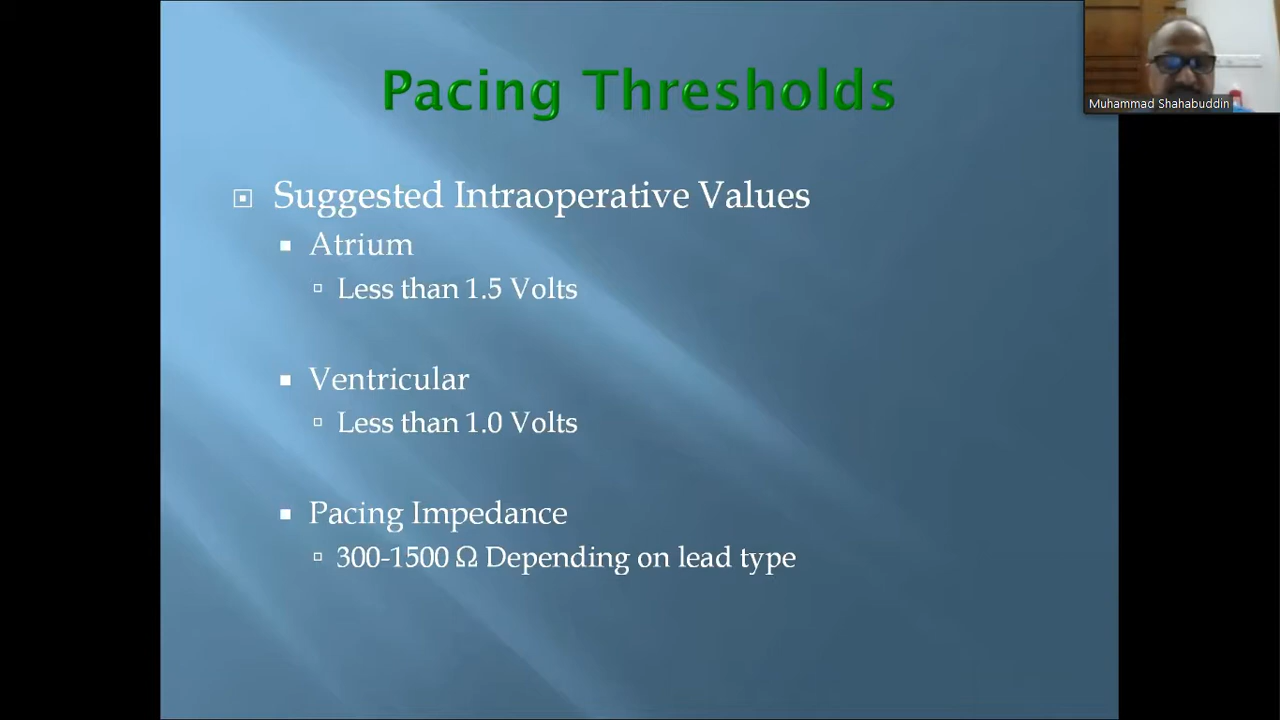 Pacing Thresholds
Muhammad Shahabuddin
Suggested Intraoperative Values
Atrium
Less than 1.5 Volts
Ventricular
Less than 1.0 Volts
Pacing Impedance
300-1500 Ω Depending on lead type